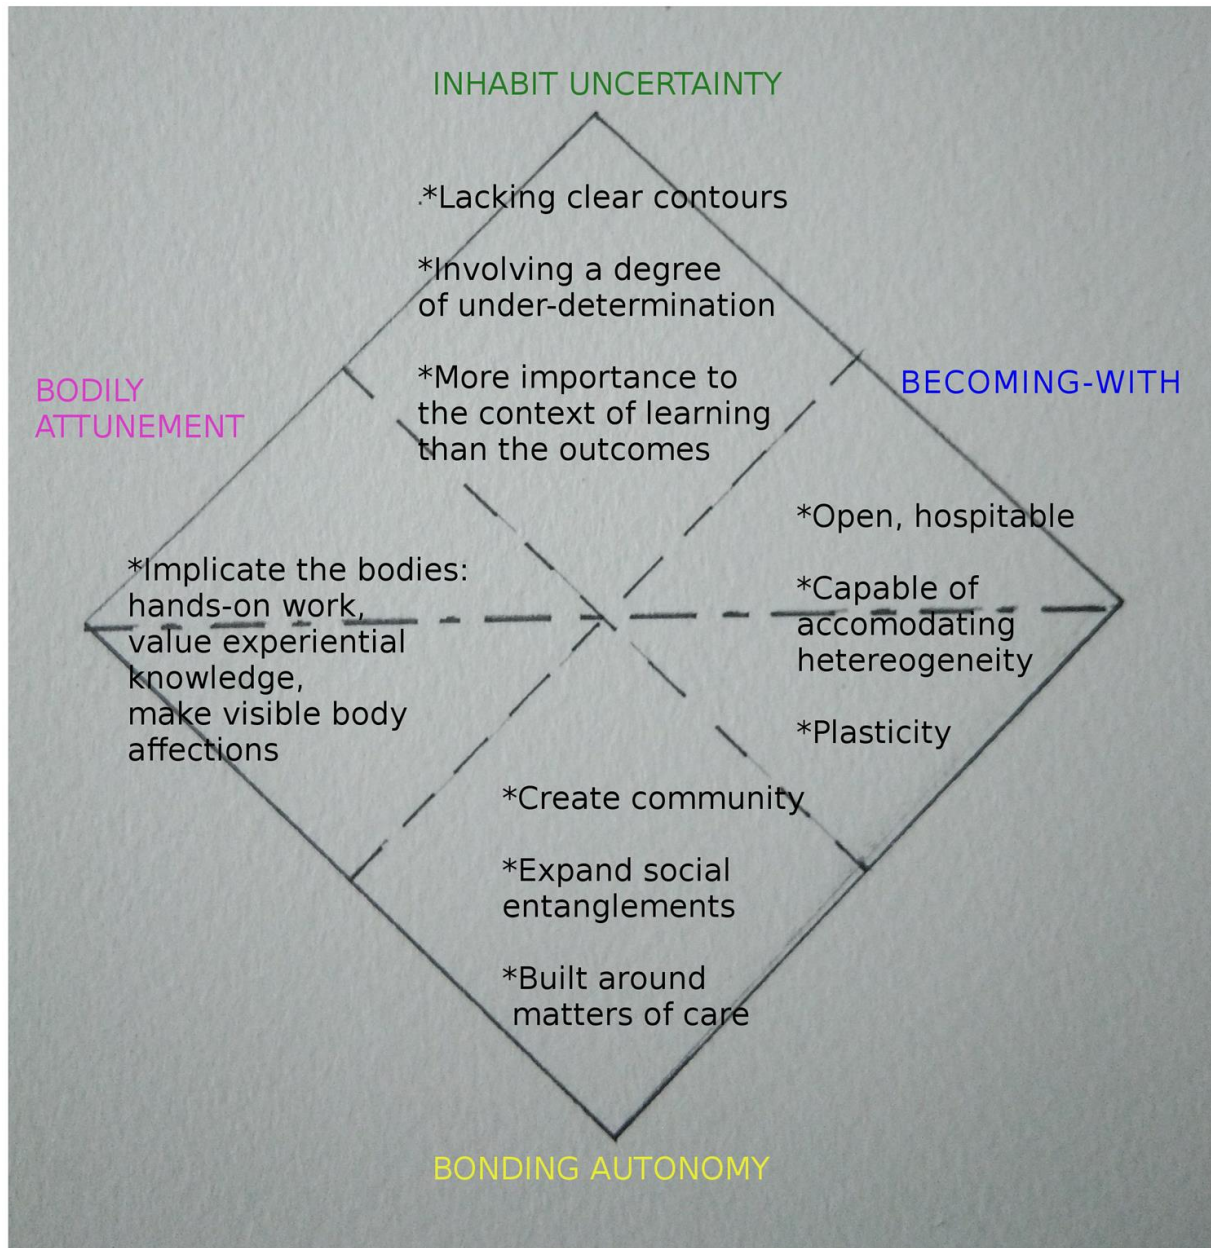 INHABIT UNCERTAINTY
.*Lacking clear contours
*Involving a degree
of under-determination
*More importance to
the context of learning
than the outcomes
BODILY
ATTUNEMENT
*Implicate the bodies:
hands-on work,
value experiential
knowledge,
make visible body
affections
BECOMING-WITH
*Open, hospitable
*Capable of
accomodating
hetereogeneity
*Plasticity
*Create community
*Expand social
entanglements
*Built around
matters of care
BONDING AUTONOMY